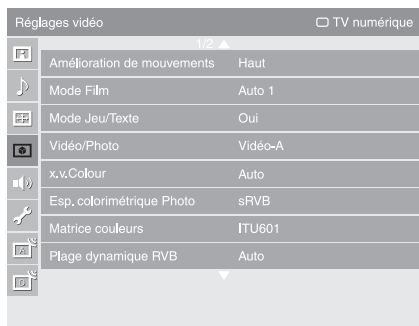 Réglages vidéo TV numérique
1/2
Amélioration de mouvements Haut
Mode Film Auto 1
Mode Jeu/Texte Oui
Vidéo/Photo Vidéo-A
x.v.Colour Auto
Esp. colorimétrique Photo sRVB
Matrice couleurs ITU601
Plage dynamique RVB Auto